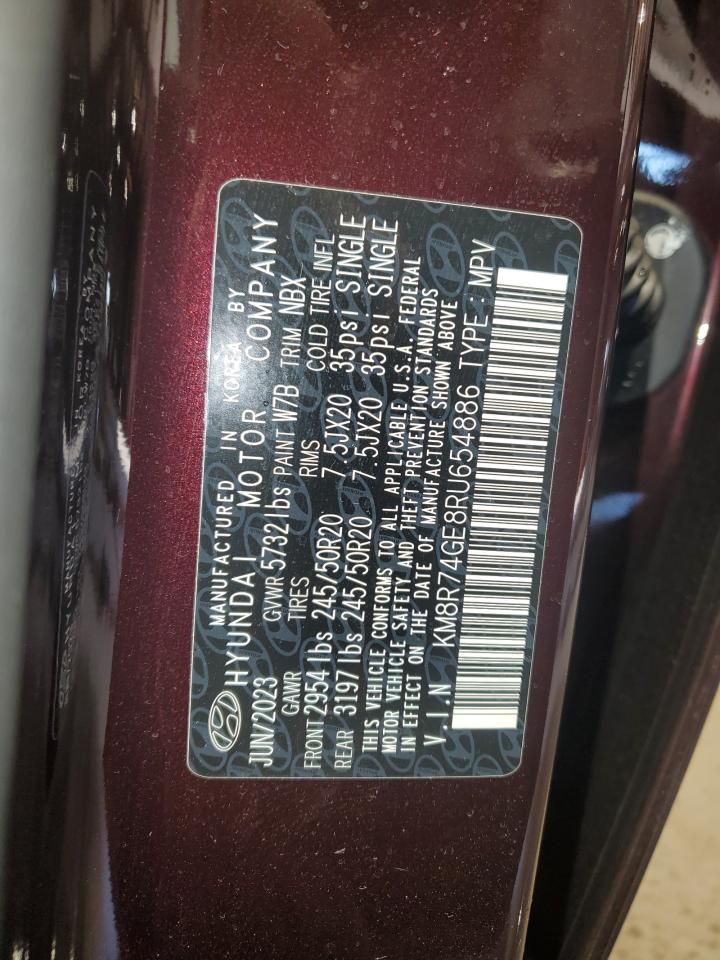 MANUFACTURED IN KOREA BY
HYUNDAI MOTOR COMPANY
JUN/2023 GVWR 5732 lbs PAINT W7B TRIM NBX
GAWR TIRES RIMS COLD TIRE INFL
FRONT 2954 lbs 245/50R20 7.5JX20 35psi SINGLE
REAR 3197 lbs 245/50R20 7.5JX20 35psi SINGLE
THIS VEHICLE CONFORMS TO ALL APPLICABLE U.S.A. FEDERAL
MOTOR VEHICLE SAFETY AND THEFT PREVENTION STANDARDS
IN EFFECT ON THE DATE OF MANUFACTURE SHOWN ABOVE
V.I.N KM8R74GE8RU654886 TYPE : MPV